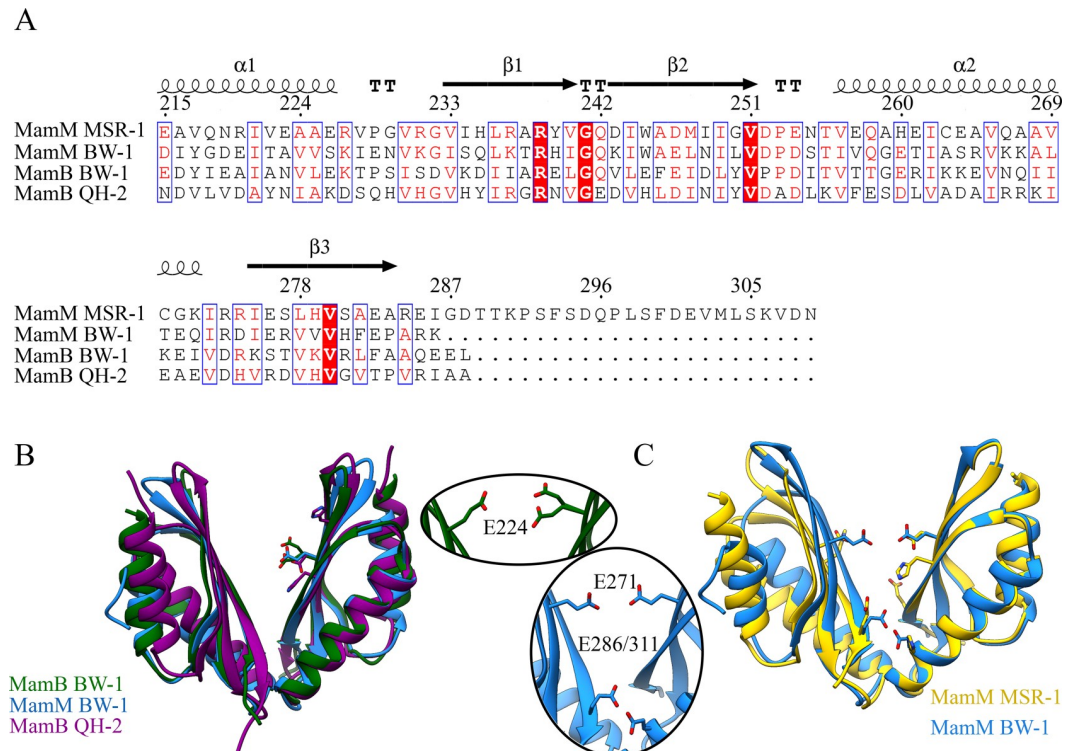 A
α1 β1 β2 α2
TT TT TT
215 224 233 242 251 260 269
MamM MSR-1 EAVQNRIVEAAERVPGVRGVIHLRARYVGQDIWADMIIGVDPENTVEQAHEICEAVQAAV
MamM BW-1 DIYGDEITAVVSKIENVKGISQLKTRHIGQKIWAELNILVDPDSTIVQGETIASRVKKAL
MamB BW-1 EDYIEAIANVLEKTPSISDVKDIIARELGQVLEFEIDLYVPPDITVTTGERIKKEVNQII
MamB QH-2 NDVLVDAYNIAKDSQHVHGVHYIRGRNVGEDVHLDINIYVDADLKVFESDLVADAIRRKI
β3
278 287 296 305
MamM MSR-1 CGKIRRIESLHVSAEAREIGDTTKPSFSDQPLSFDEVMLSKVDN
MamM BW-1 TEQIRDIERVVVHFEPARK.........................
MamB BW-1 KEIVDRKSTVKVRLFAAQEEL.......................
MamB QH-2 EAEVDHVRDVHVGVTPVRIAA.......................
B
E224
E271
E286/311
MamB BW-1
MamM BW-1
MamB QH-2
C
MamM MSR-1
MamM BW-1